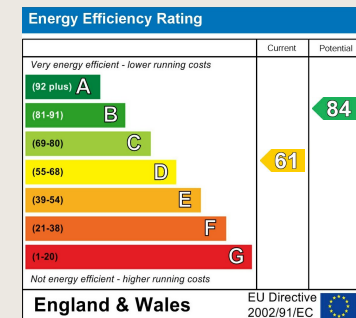 Energy Efficiency Rating
Current Potential
Very energy efficient - lower running costs
(92 plus) A
(81-91) B
84
(69-80) C
(55-68) D
61
(39-54) E
(21-38) F
(1-20) G
Not energy efficient - higher running costs
England & Wales
EU Directive
2002/91/EC